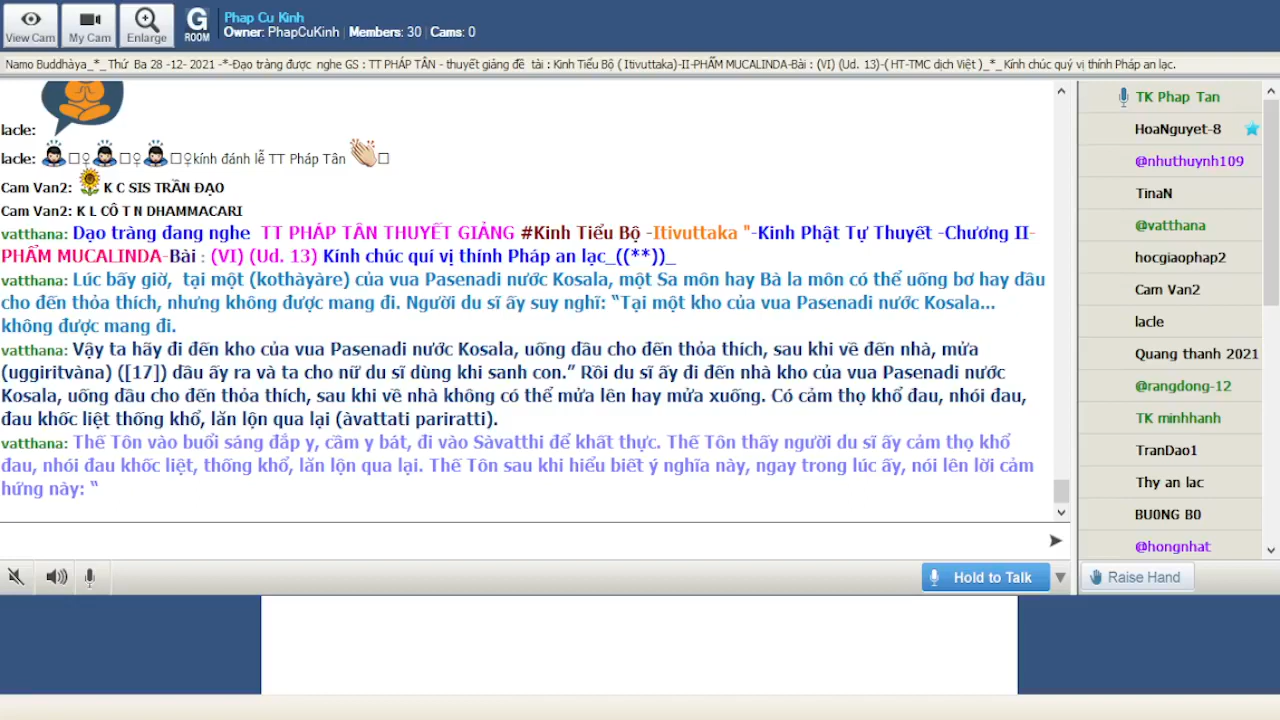 View Cam
My Cam
Enlarge
G
ROOM
Phap Cu Kinh
Owner: PhapCuKinh | Members: 30 | Cams: 0
Namo Buddhàya_*_Thứ Ba 28 -12- 2021 -*-Đạo tràng được nghe GS : TT PHÁP TÂN - thuyết giảng đề tài : Kinh Tiểu Bộ ( Itivuttaka)-II-PHẨM MUCALINDA-Bài : (VI) (Ud. 13)-( HT-TMC dịch Việt )_*_Kính chúc quý vị thính Pháp an lạc.
lacle:
lacle: kính đảnh lễ TT Pháp Tân
Cam Van2: K C SIS TRẦN ĐẠO
Cam Van2: K L CÔ T N DHAMMACARI
vatthana: Dạo tràng đang nghe TT PHÁP TÂN THUYẾT GIẢNG #Kinh Tiểu Bộ -Itivuttaka "-Kinh Phật Tự Thuyết -Chương II-
PHẨM MUCALINDA-Bài : (VI) (Ud. 13) Kính chúc quí vị thính Pháp an lạc_((**))_
vatthana: Lúc bấy giờ, tại một (kothàyàre) của vua Pasenadi nước Kosala, một Sa môn hay Bà la môn có thể uống bơ hay dầu
cho đến thỏa thích, nhưng không được mang đi. Người du sĩ ấy suy nghĩ: “Tại một kho của vua Pasenadi nước Kosala...
không được mang đi.
vatthana: Vậy ta hãy đi đến kho của vua Pasenadi nước Kosala, uống dầu cho đến thỏa thích, sau khi về đến nhà, mửa
(uggiritvàna) ([17]) dầu ấy ra và ta cho nữ du sĩ dùng khi sanh con.” Rồi du sĩ ấy đi đến nhà kho của vua Pasenadi nước
Kosala, uống dầu cho đến thỏa thích, sau khi về nhà không có thể mửa lên hay mửa xuống. Có cảm thọ khổ đau, nhói đau,
đau khốc liệt thống khổ, lăn lộn qua lại (àvattati pariratti).
vatthana: Thế Tôn vào buổi sáng đắp y, cầm y bát, đi vào Sàvatthi để khất thực. Thế Tôn thấy người du sĩ ấy cảm thọ khổ
đau, nhói đau khốc liệt, thống khổ, lăn lộn qua lại. Thế Tôn sau khi hiểu biết ý nghĩa này, ngay trong lúc ấy, nói lên lời cảm
hứng này: “
Hold to Talk
TK Phap Tan
HoaNguyet-8
@nhuthuynh109
TinaN
@vatthana
hocgiaophap2
Cam Van2
lacle
Quang thanh 2021
@rangdong-12
TK minhhanh
TranDao1
Thy an lac
BU0NG B0
@hongnhat
Raise Hand